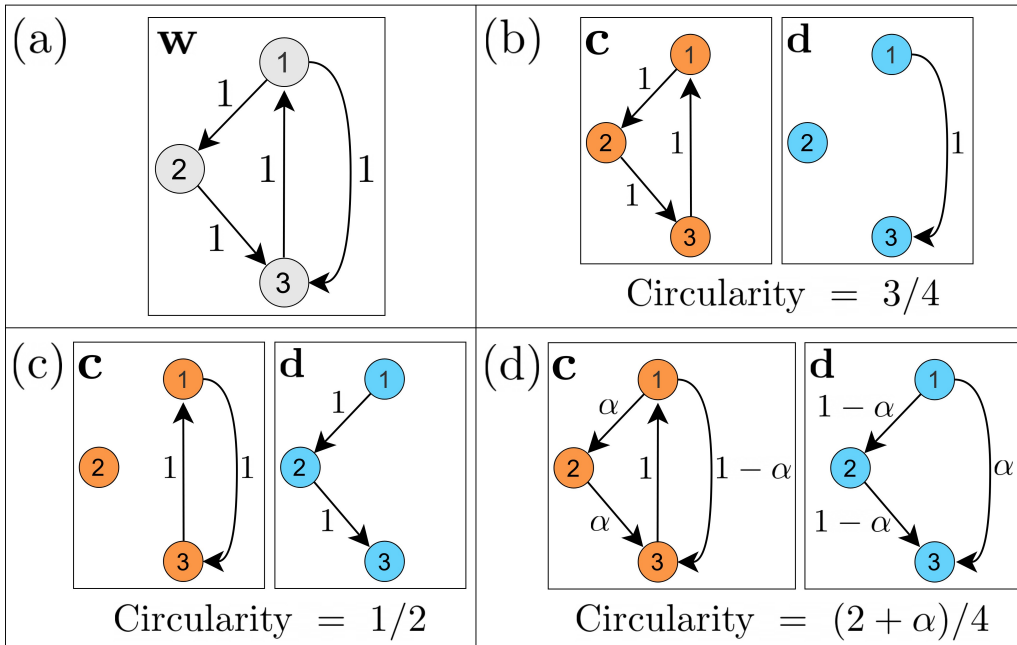 (a)
w
1
2
3
1
1
1
1
(b)
c
1
2
3
1
1
1
d
1
2
3
1
Circularity = 3/4
(c)
c
1
2
3
1
1
d
1
2
3
1
1
Circularity = 1/2
(d)
c
1
2
3
α
α
1
1 − α
d
1
2
3
1 − α
1 − α
α
Circularity = (2 + α)/4